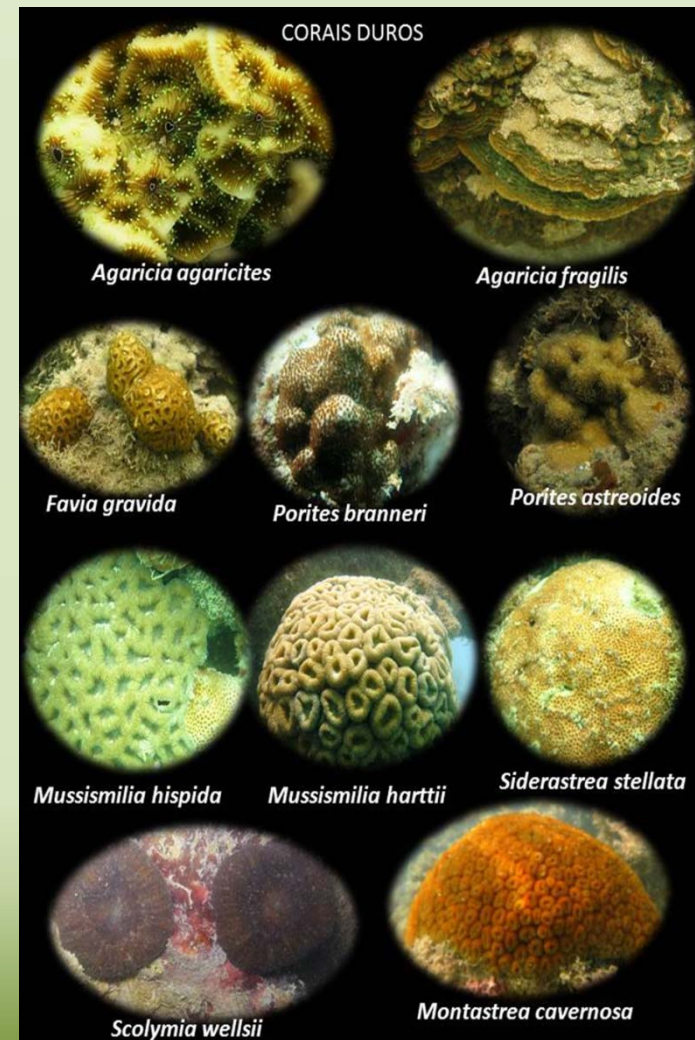 CORAIS DUROS
Agaricia agaricites
Agaricia fragilis
Favia gravida
Porites branneri
Porites astreoides
Mussismilia hispida
Mussismilia harttii
Siderastrea stellata
Scolymia wellsii
Montastrea cavernosa